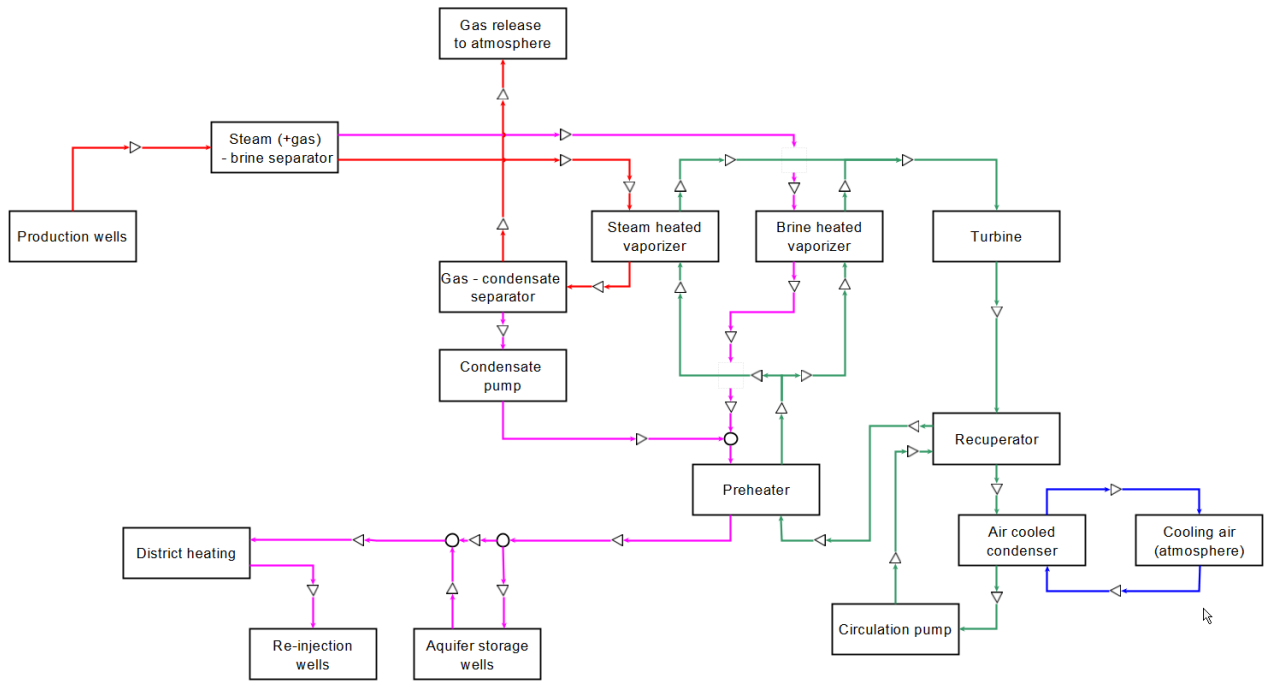 Gas release
to atmosphere
Steam (+gas)
- brine separator
Production wells
Steam heated
vaporizer
Brine heated
vaporizer
Turbine
Gas - condensate
separator
Condensate
pump
Recuperator
Preheater
District heating
Air cooled
condenser
Cooling air
(atmosphere)
Circulation pump
Re-injection
wells
Aquifer storage
wells